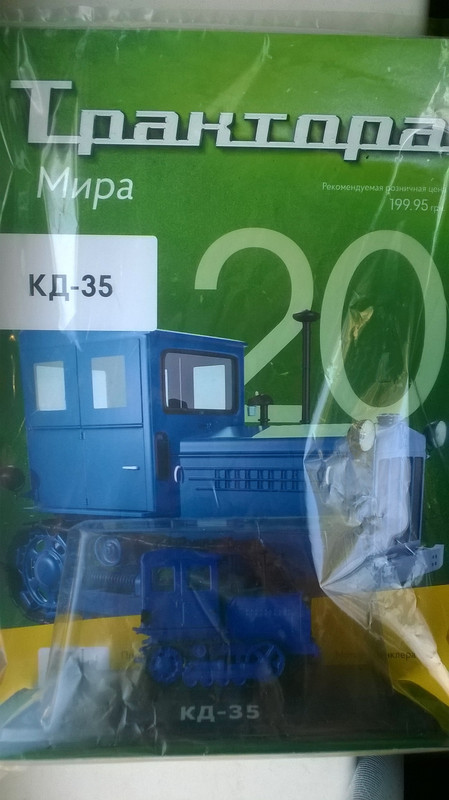 Трактора
Мира
Рекомендуемая розничная цена
199.95 грн
20
КД-35
КД-35